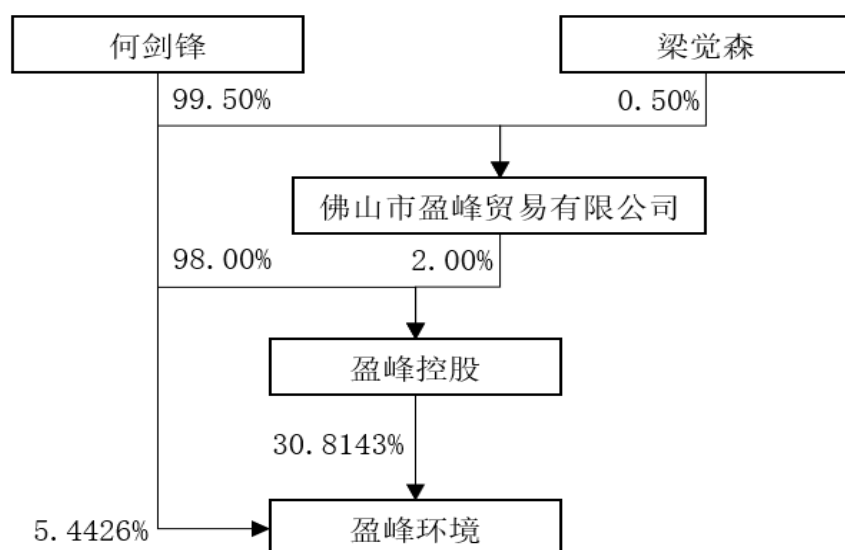 何剑锋
梁觉森
99.50%
0.50%
佛山市盈峰贸易有限公司
98.00%
2.00%
盈峰控股
30.8143%
5.4426%
盈峰环境